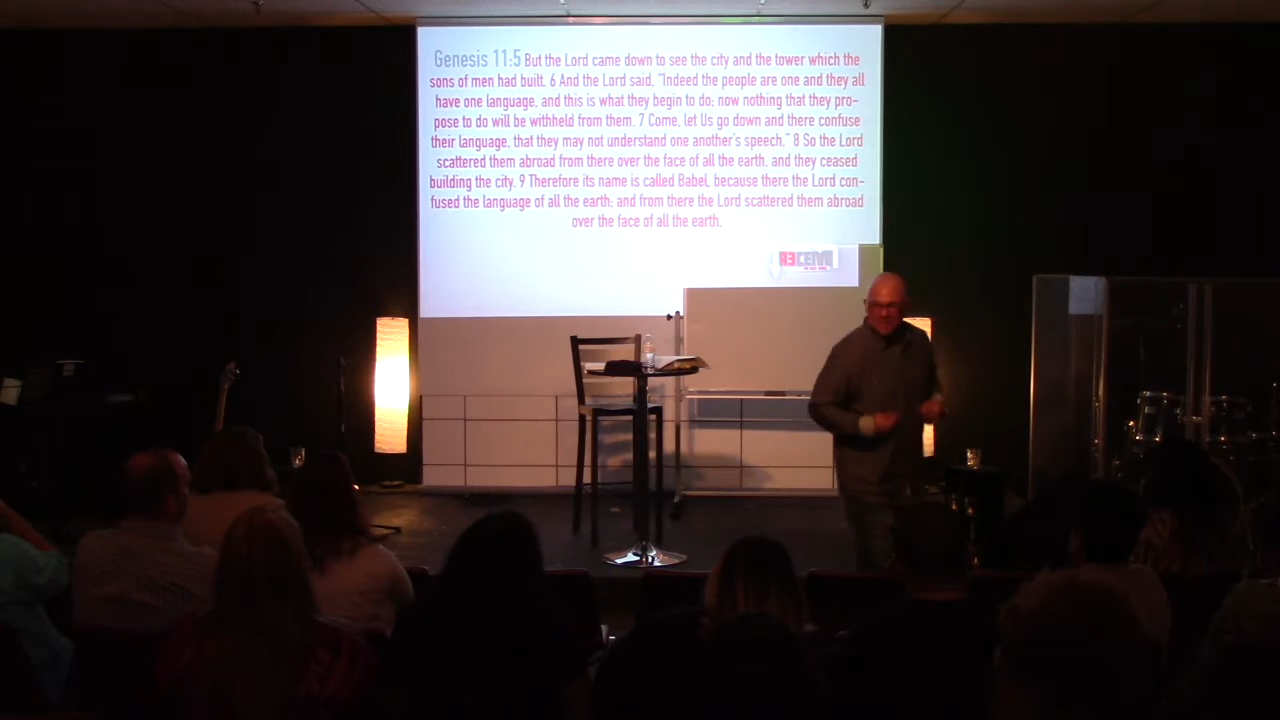 Genesis 11:5 But the Lord came down to see the city and the tower which the
sons of men had built. 6 And the Lord said, "Indeed the people are one and they all
have one language, and this is what they begin to do; now nothing that they pro-
pose to do will be withheld from them. 7 Come, let Us go down and there confuse
their language, that they may not understand one another's speech." 8 So the Lord
scattered them abroad from there over the face of all the earth, and they ceased
building the city. 9 Therefore its name is called Babel, because there the Lord con-
fused the language of all the earth; and from there the Lord scattered them abroad
over the face of all the earth.